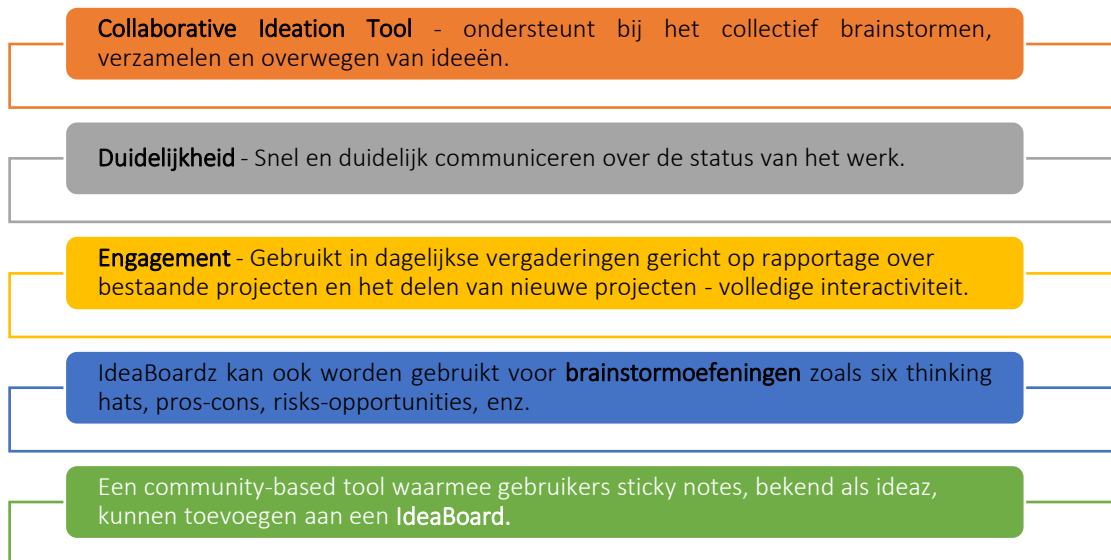 Collaborative Ideation Tool - ondersteunt bij het collectief brainstormen,
verzamelen en overwegen van ideeën.
Duidelijkheid - Snel en duidelijk communiceren over de status van het werk.
Engagement - Gebruikt in dagelijkse vergaderingen gericht op rapportage over
bestaande projecten en het delen van nieuwe projecten - volledige interactiviteit.
IdeaBoardz kan ook worden gebruikt voor brainstormoefeningen zoals six thinking
hats, pros-cons, risks-opportunities, enz.
Een community-based tool waarmee gebruikers sticky notes, bekend als ideaz,
kunnen toevoegen aan een IdeaBoard.